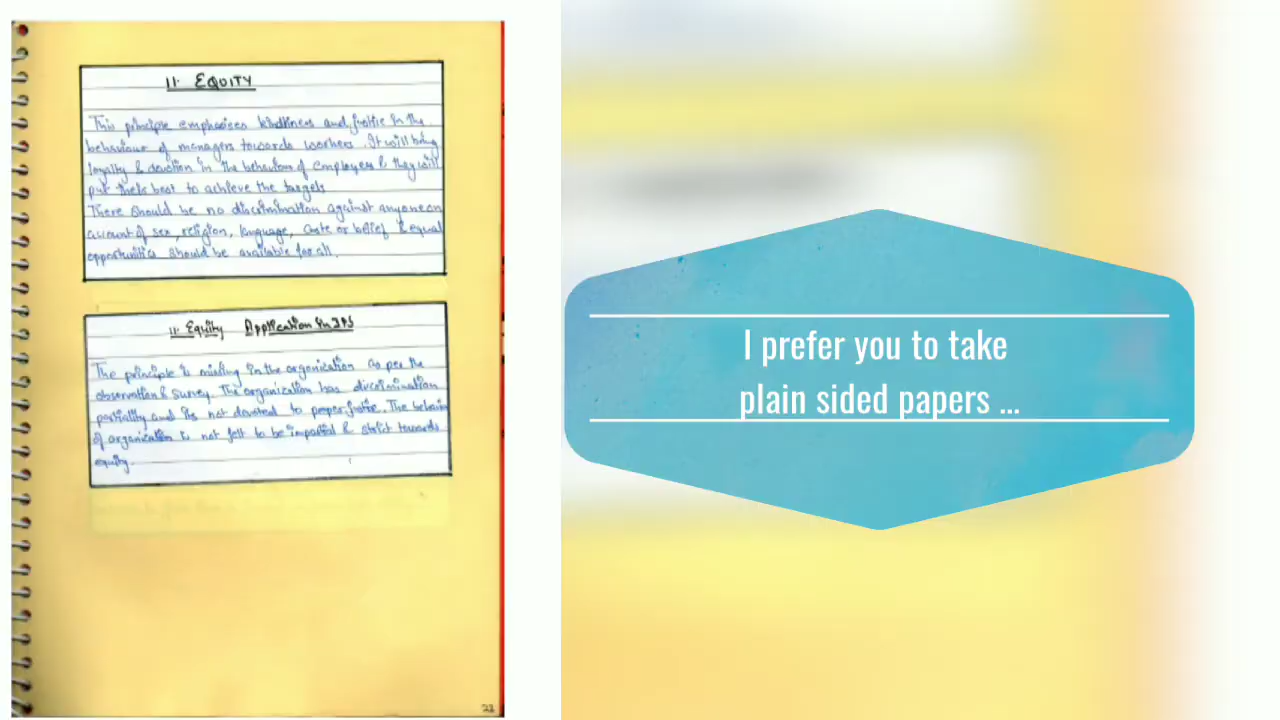 11. EQUITY
This principle emphasises kindliness and justice in the
behaviour of managers towards workers. It will bring
loyalty & devotion in the behaviour of employees & they will
put their best to achieve the targets
There should be no discrimination against anyone on
account of sex, religion, language, caste or belief & equal
opportunities should be available for all.
11. Equity Application in
The principle is missing in the organization as per the
observation & survey. The organization has discrimination
partiality and its not devoted to proper justice. The behavior
of organization is not felt to be impartial & strict towards
equity.
22
I prefer you to take
plain sided papers ...